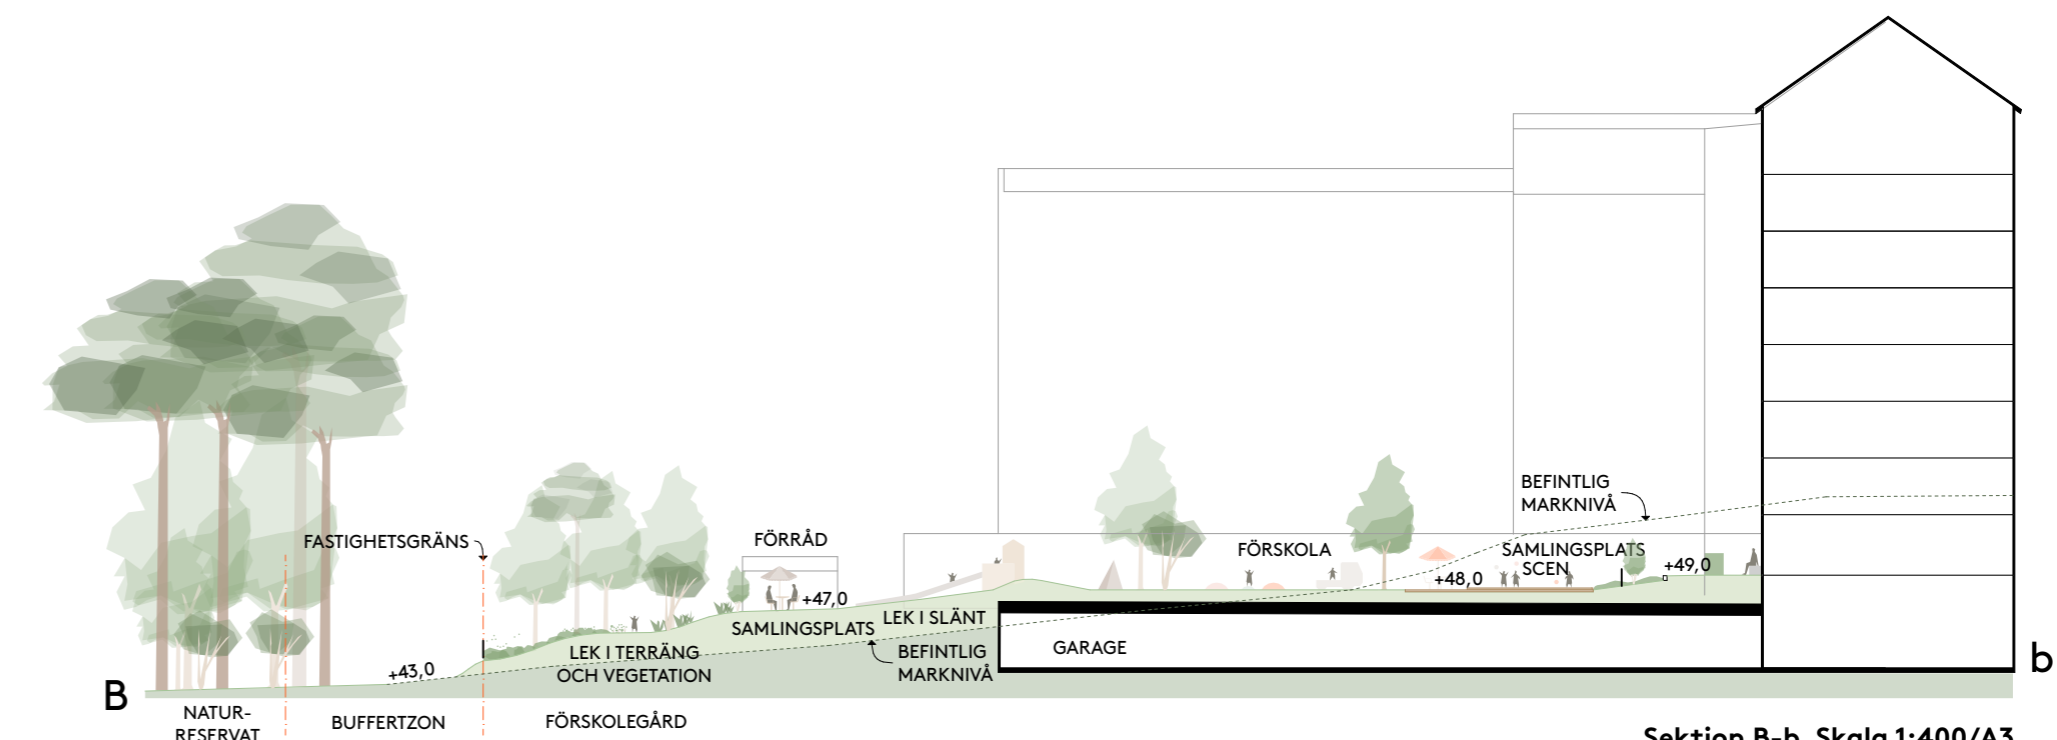 BEFINTLIG
MARKNIVÅ
FASTIGHETSGRÄNS
FÖRRÅD
FÖRSKOLA
SAMLINGSPLATS
SCEN
+49,0
+48,0
+47,0
LEK I SLÄNT
SAMLINGSPLATS
GARAGE
BEFINTLIG
MARKNIVÅ
LEK I TERRÄNG
OCH VEGETATION
+43,0
B
b
NATUR-
RESERVAT
BUFFERTZON
FÖRSKOLEGÅRD
Sektion B-b, Skala 1:400/A3